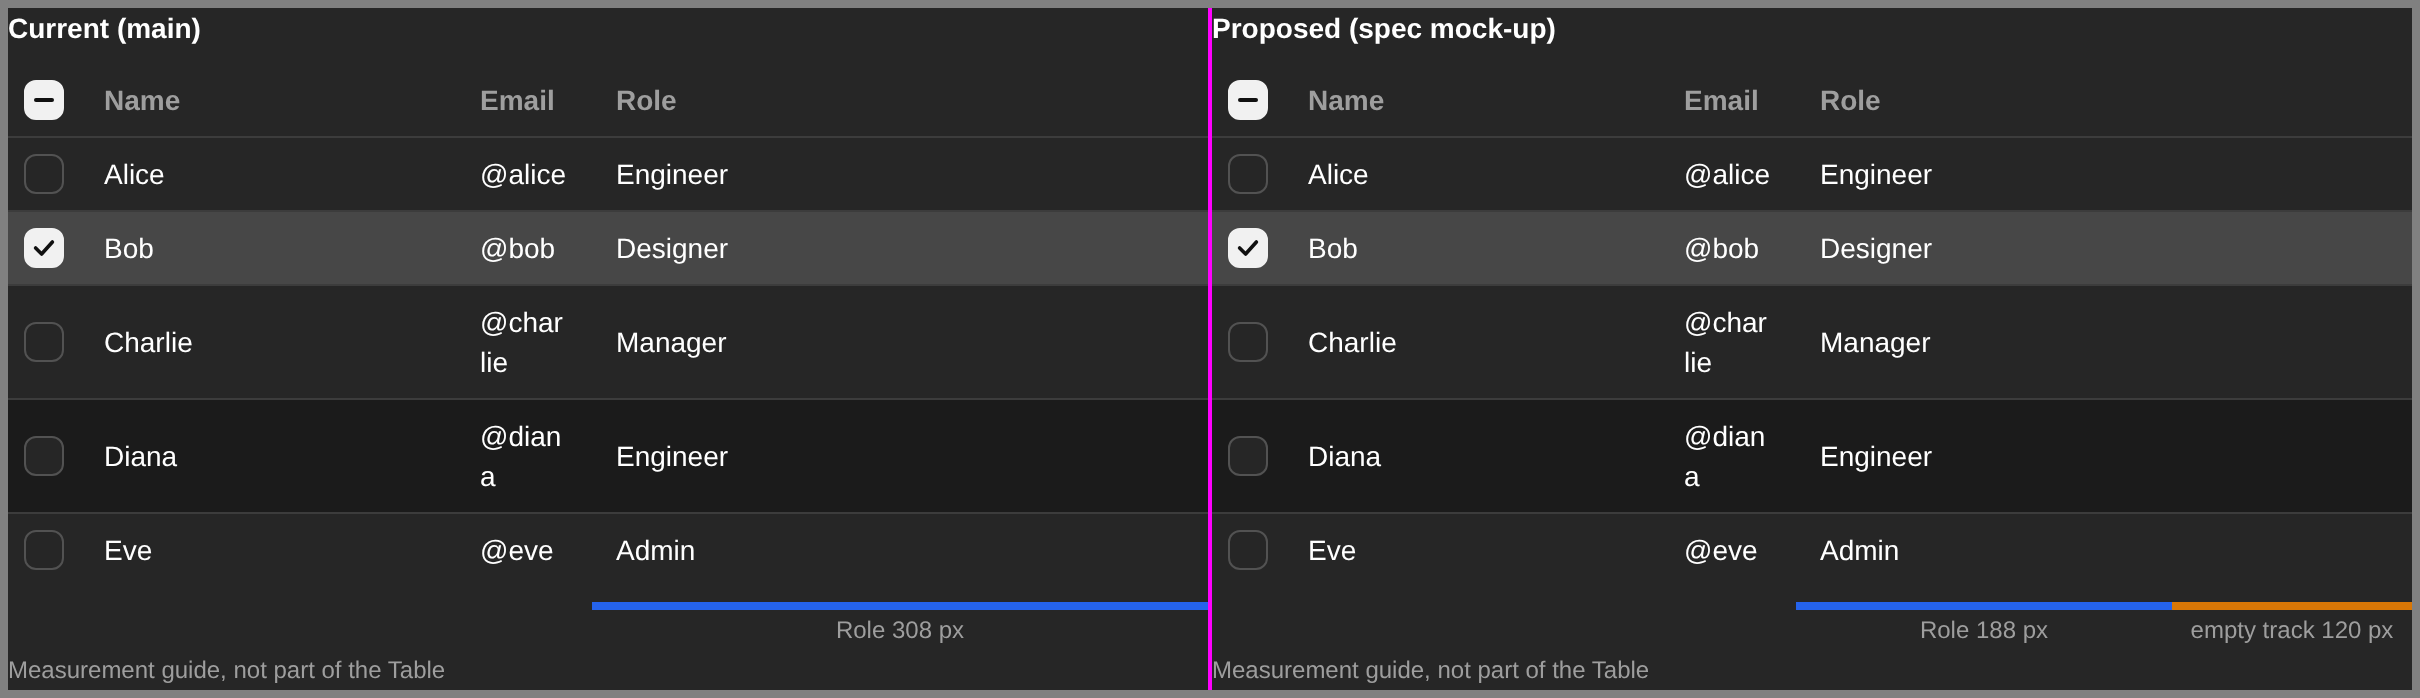 Current (main)
Name Email Role
Alice @alice Engineer
Bob @bob Designer
Charlie @char
lie Manager
Diana @dian
a Engineer
Eve @eve Admin
Role 308 px
Measurement guide, not part of the Table
Proposed (spec mock-up)
Name Email Role
Alice @alice Engineer
Bob @bob Designer
Charlie @char
lie Manager
Diana @dian
a Engineer
Eve @eve Admin
Role 188 px empty track 120 px
Measurement guide, not part of the Table